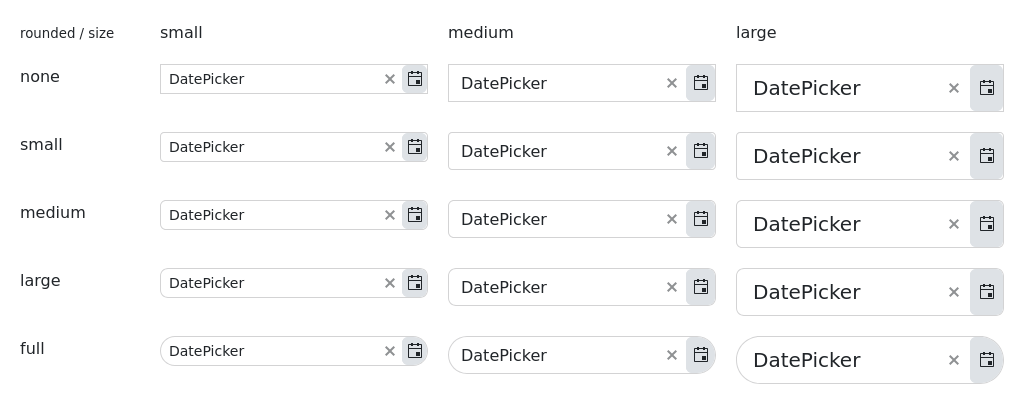 rounded / size small medium large
none DatePicker DatePicker DatePicker
small DatePicker DatePicker DatePicker
medium DatePicker DatePicker DatePicker
large DatePicker DatePicker DatePicker
full DatePicker DatePicker DatePicker